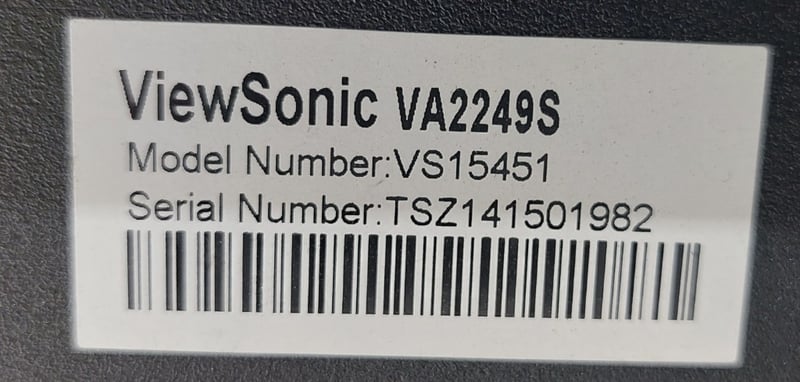 ViewSonic VA2249S
Model Number:VS15451
Serial Number:TSZ141501982